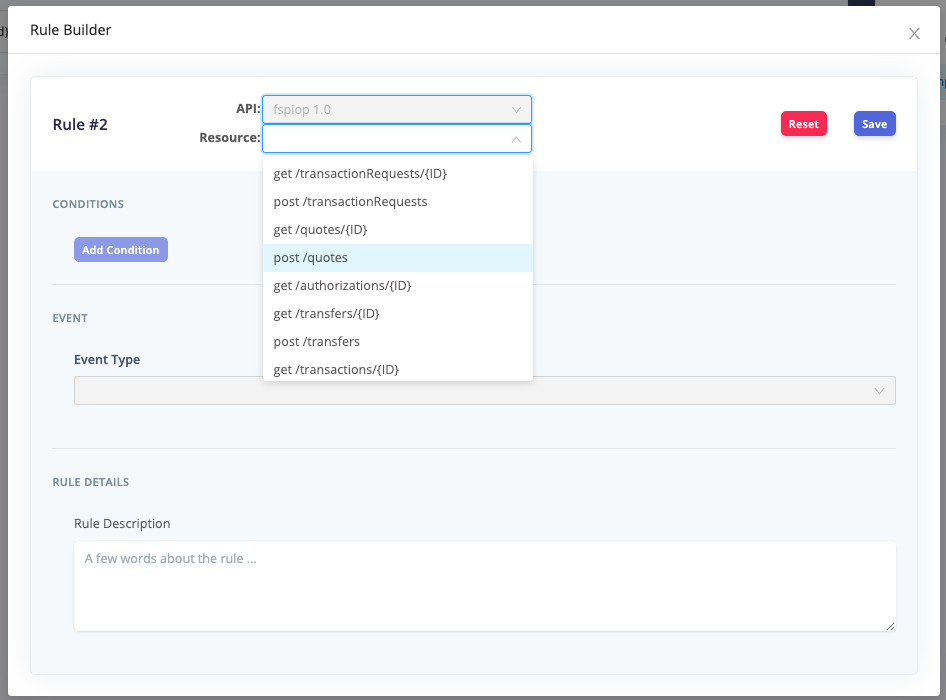 Rule Builder
Rule #2
API:
fspiop 1.0
Resource:
Reset
Save
get /transactionRequests/{ID}
post /transactionRequests
get /quotes/{ID}
post /quotes
get /authorizations/{ID}
get /transfers/{ID}
post /transfers
get /transactions/{ID}
CONDITIONS
Add Condition
EVENT
Event Type
RULE DETAILS
Rule Description
A few words about the rule ...